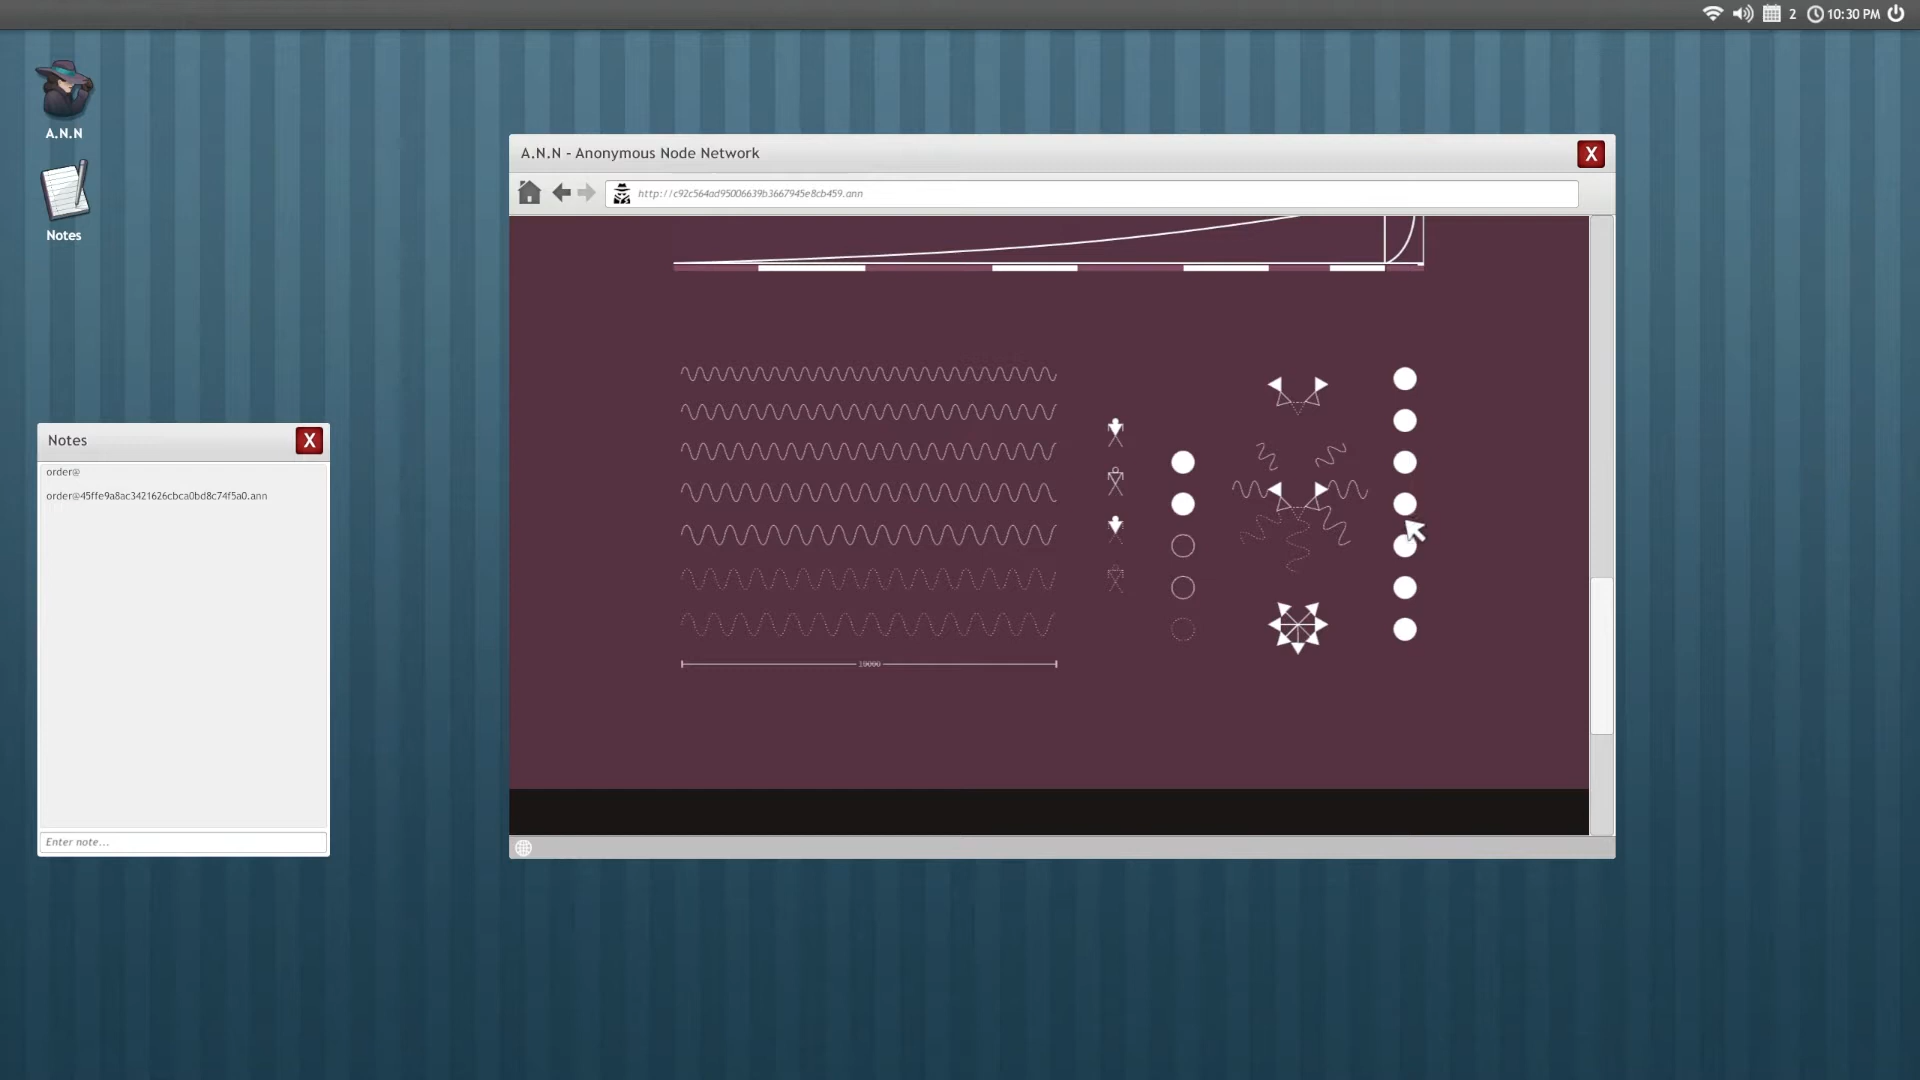 2
10:30 PM
A.N.N
Notes
A.N.N - Anonymous Node Network
X
http://c92c564ad95006639b3667945e8cb459.ann
Notes
X
order@
order@45ffe9a8ac3421626cbca0bd8c74f5a0.ann
Enter note...